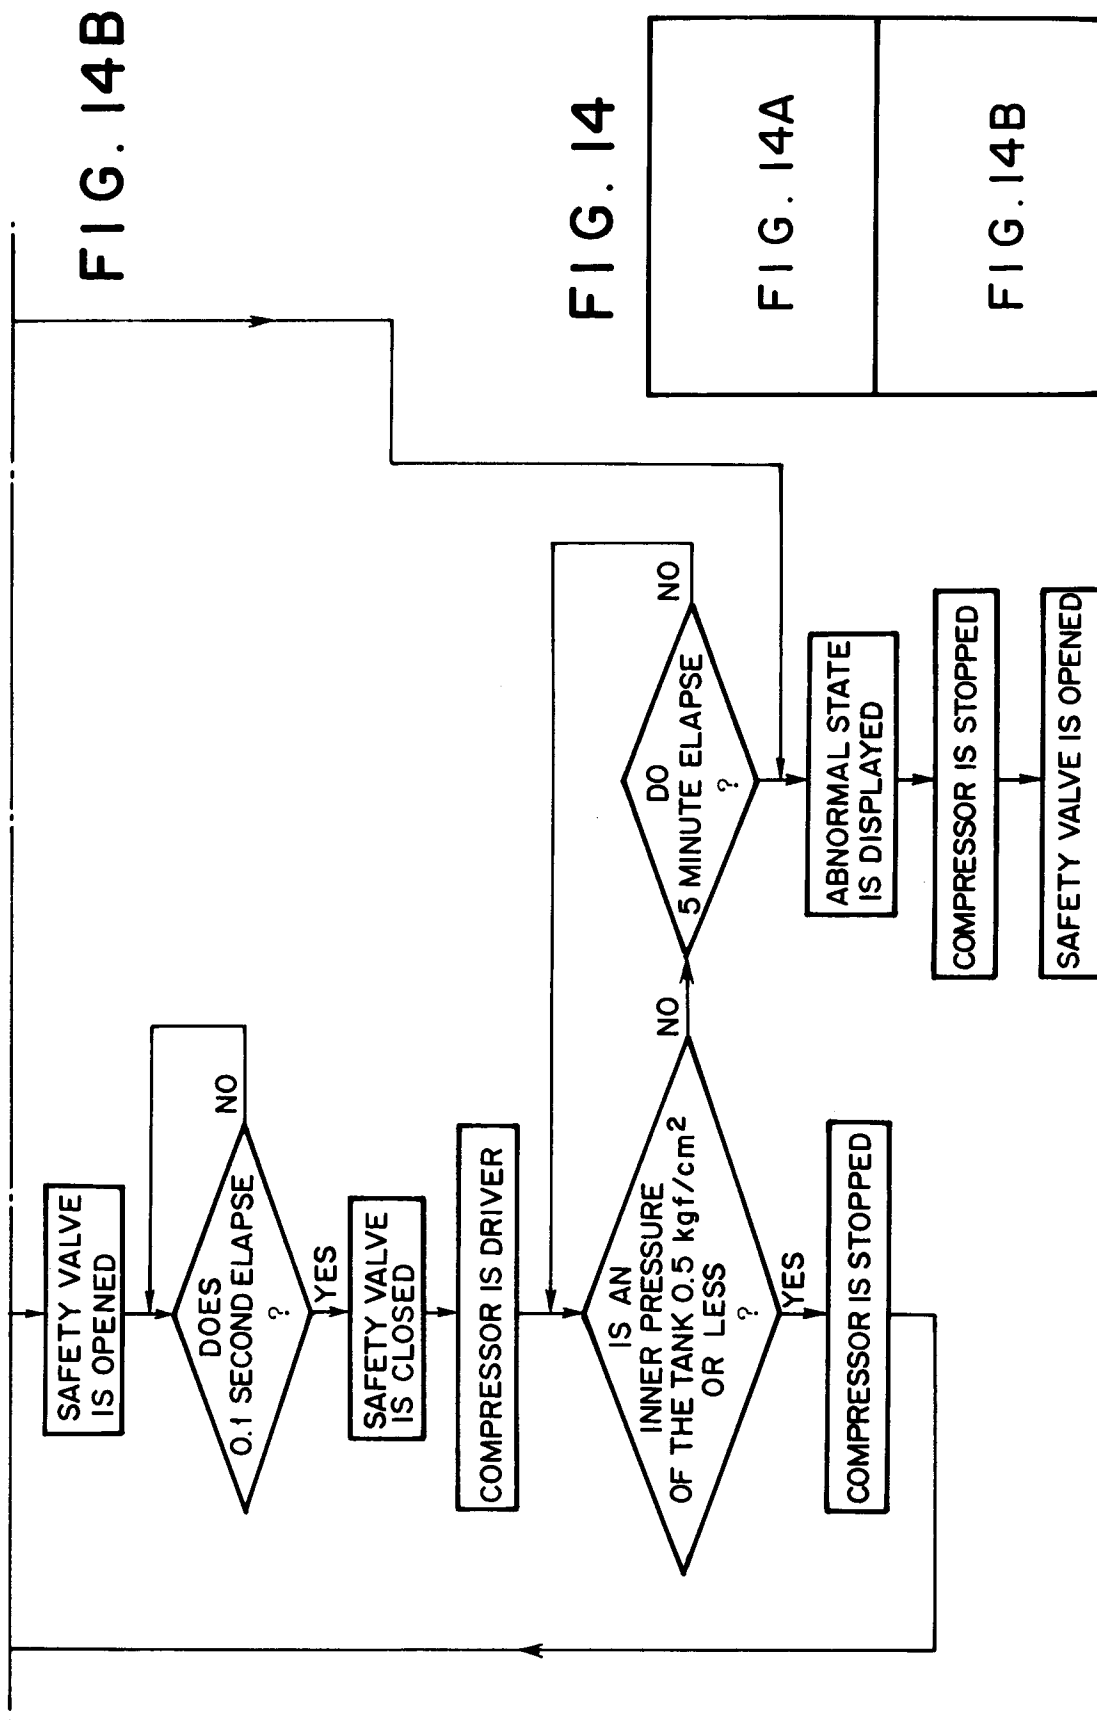 FIG. 14B
SAFETY VALVE
IS OPENED
DOES
0.1 SECOND ELAPSE
?
NO
YES
SAFETY VALVE
IS CLOSED
COMPRESSOR IS DRIVER
IS AN
INNER PRESSURE
OF THE TANK 0.5 kgf/cm²
OR LESS
?
NO
YES
COMPRESSOR IS STOPPED
DO
5 MINUTE ELAPSE
?
NO
ABNORMAL STATE
IS DISPLAYED
COMPRESSOR IS STOPPED
SAFETY VALVE IS OPENED
FIG. 14
FIG. 14A
FIG. 14B